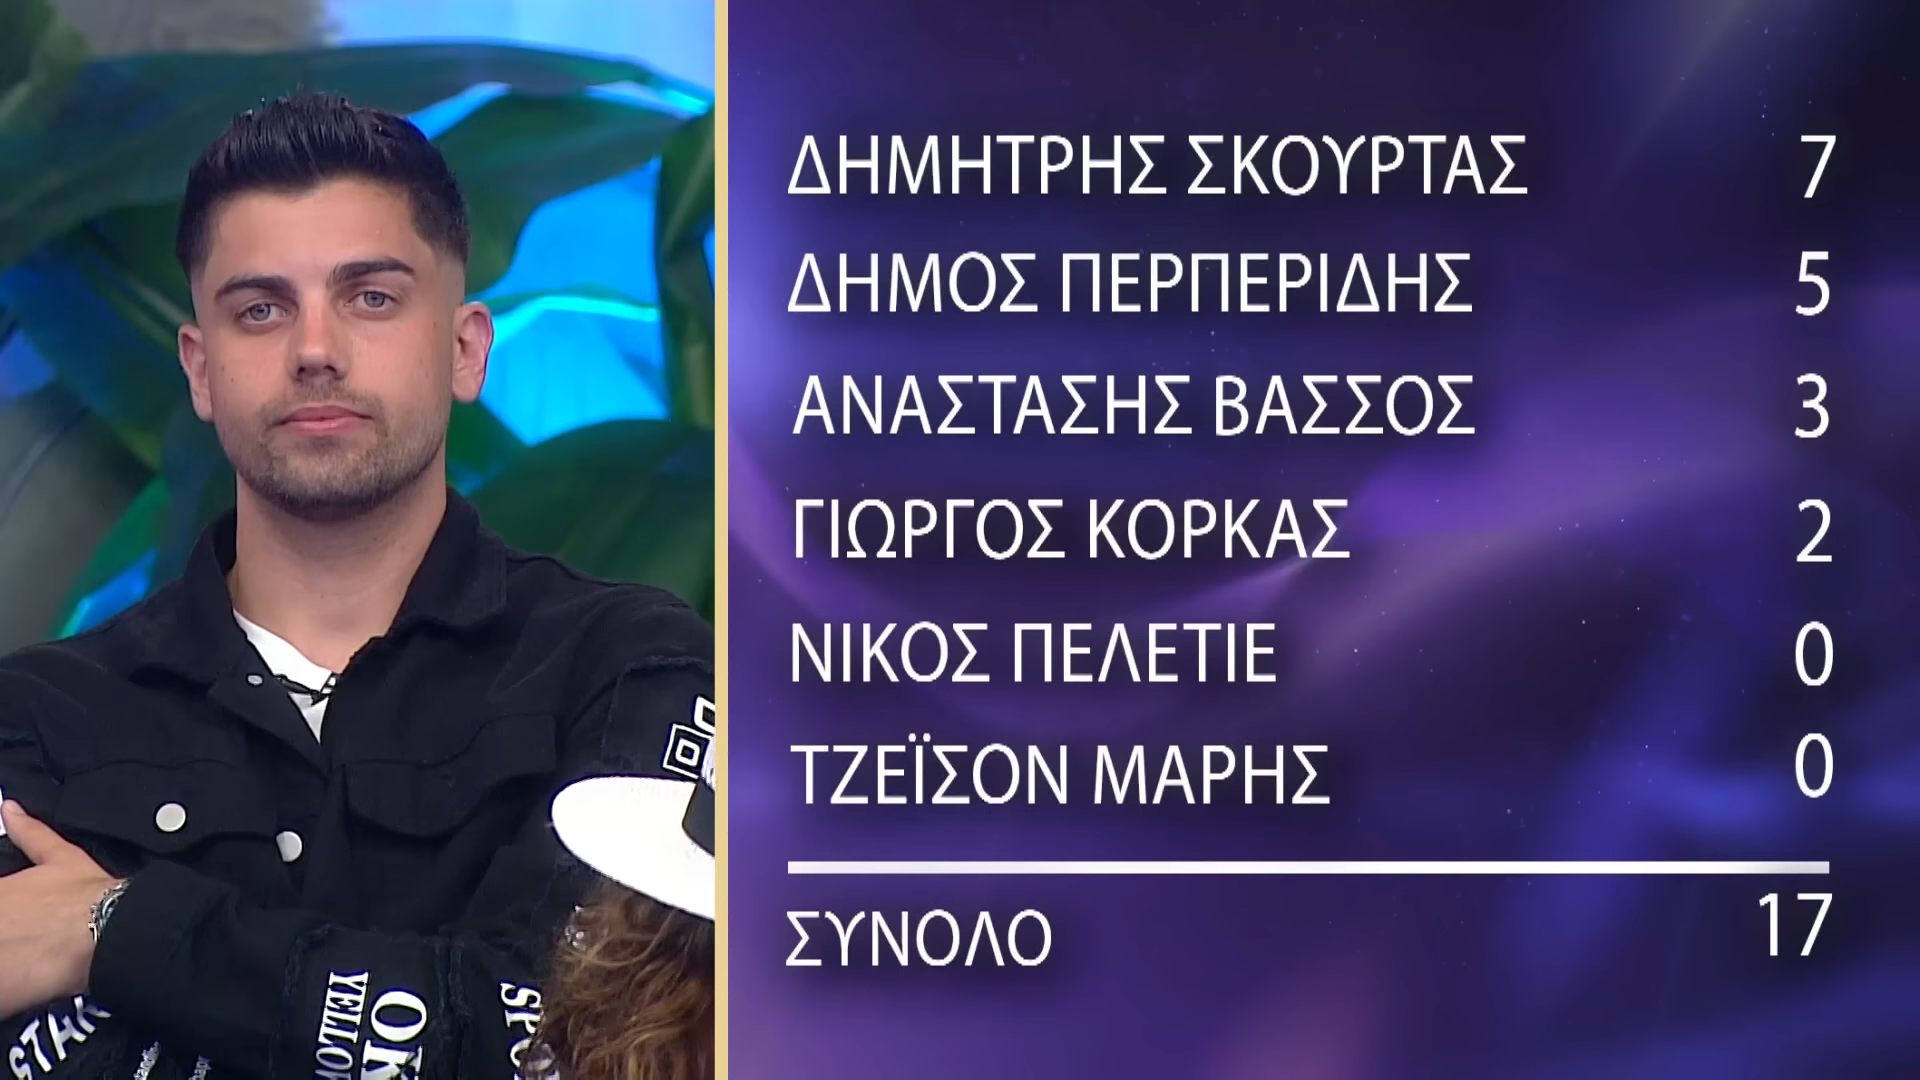 ΔΗΜΗΤΡΗΣ ΣΚΟΥΡΤΑΣ 7
ΔΗΜΟΣ ΠΕΡΠΕΡΙΔΗΣ 5
ΑΝΑΣΤΑΣΗΣ ΒΑΣΣΟΣ 3
ΓΙΩΡΓΟΣ ΚΟΡΚΑΣ 2
ΝΙΚΟΣ ΠΕΛΕΤΙΕ 0
ΤΖΕΪΣΟΝ ΜΑΡΗΣ 0
ΣΥΝΟΛΟ 17
STAR